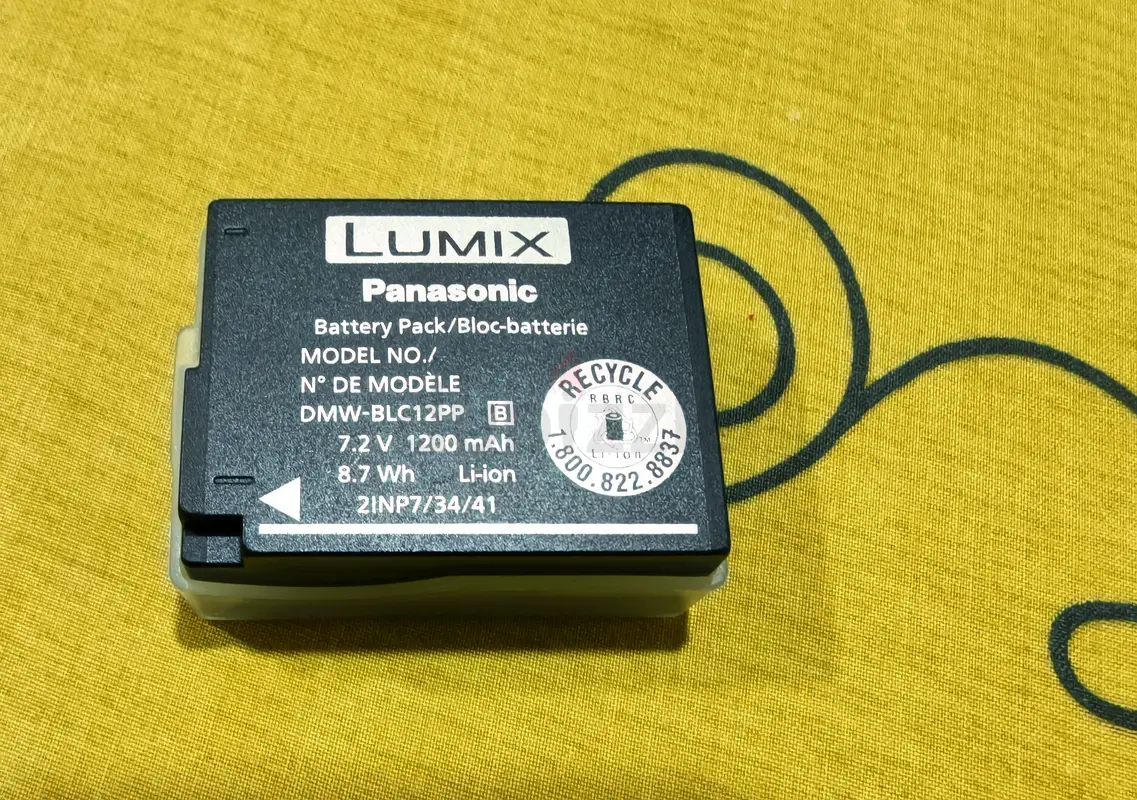 LUMIX
Panasonic
Battery Pack/Bloc-batterie
MODEL NO./
N° DE MODÈLE
DMW-BLC12PP B
7.2 V 1200 mAh
8.7 Wh Li-ion
2INP7/34/41
RECYCLE
RBRC
TM
Li-ion
1.800.822.8837